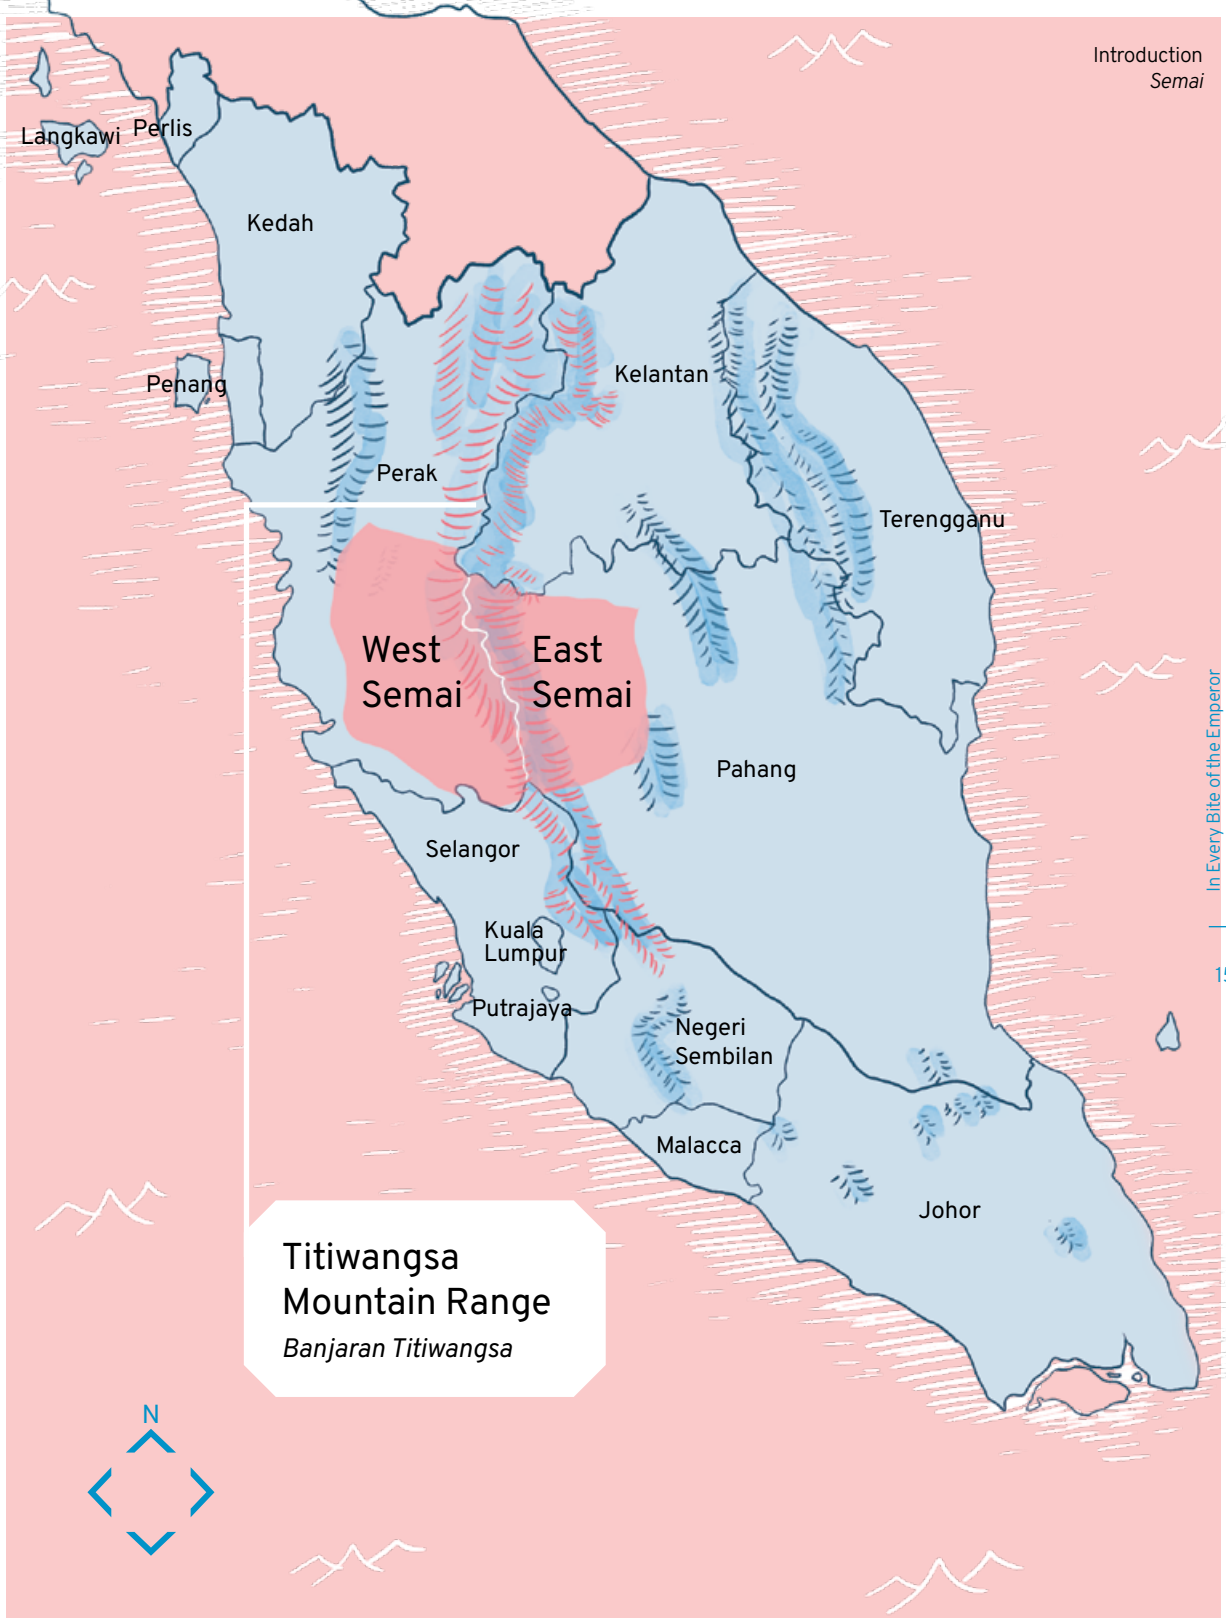 Introduction
Semai
Langkawi
Perlis
Kedah
Penang
Kelantan
Perak
Terengganu
West
Semai
East
Semai
Pahang
Selangor
Kuala
Lumpur
Putrajaya
Negeri
Sembilan
Malacca
Johor
Titiwangsa
Mountain Range
Banjaran Titiwangsa
N
In Every Bite of the Emperor
15